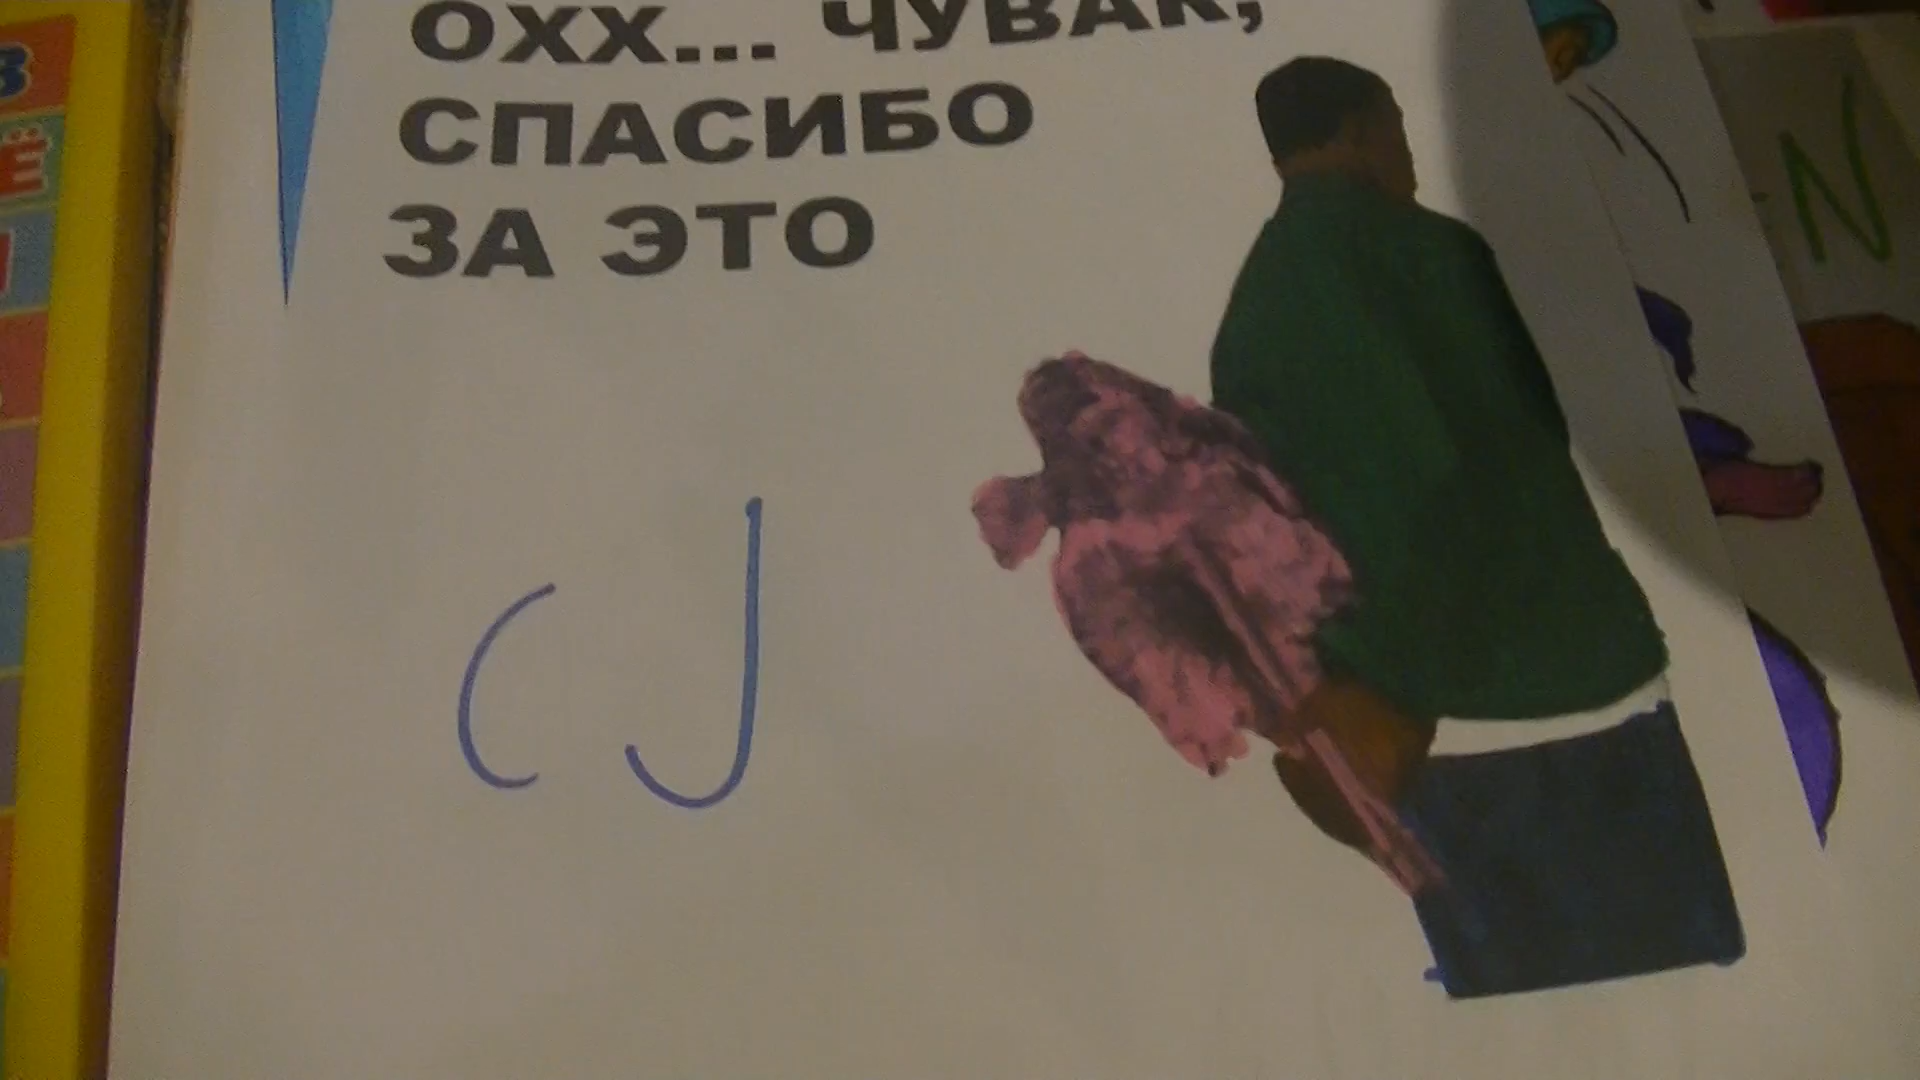 ОХХ... ЧУВАК,
СПАСИБО
ЗА ЭТО
CJ
N
В
Ё